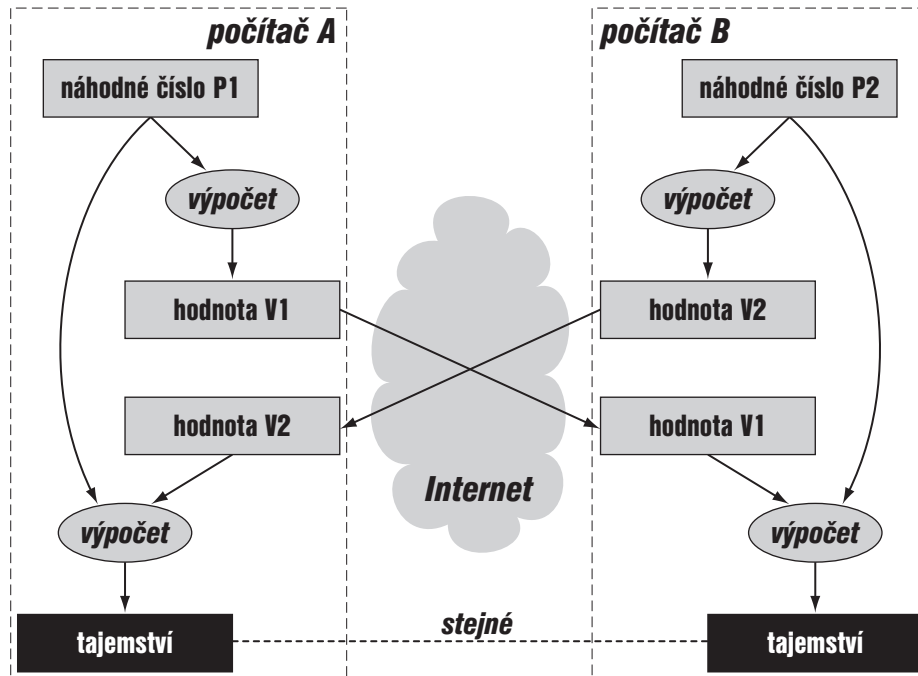 počítač A
počítač B
náhodné číslo P1
náhodné číslo P2
výpočet
výpočet
hodnota V1
hodnota V2
hodnota V2
hodnota V1
Internet
výpočet
výpočet
stejné
tajemství
tajemství